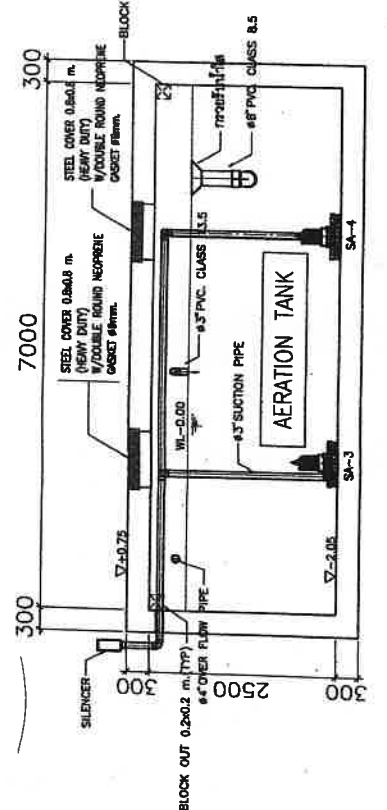 300
7000
300
STEEL COVER 0.8x0.8 m.
(HEAVY DUTY)
W/DOUBLE ROUND NEOPRENE
GASKET ø8mm.
STEEL COVER 0.8x0.8 m.
(HEAVY DUTY)
W/DOUBLE ROUND NEOPRENE
GASKET ø8mm.
BLOCK
SILENCER
+0.75
300
2500
300
WL-0.00
ø3"PVC. CLASS 13.5
ø8"PVC. CLASS 8.5
ø3"SUCTION PIPE
AERATION TANK
BLOCK OUT 0.2x0.2 m.(TYP)
ø4"OVER FLOW PIPE
-2.05
SA-3
SA-4